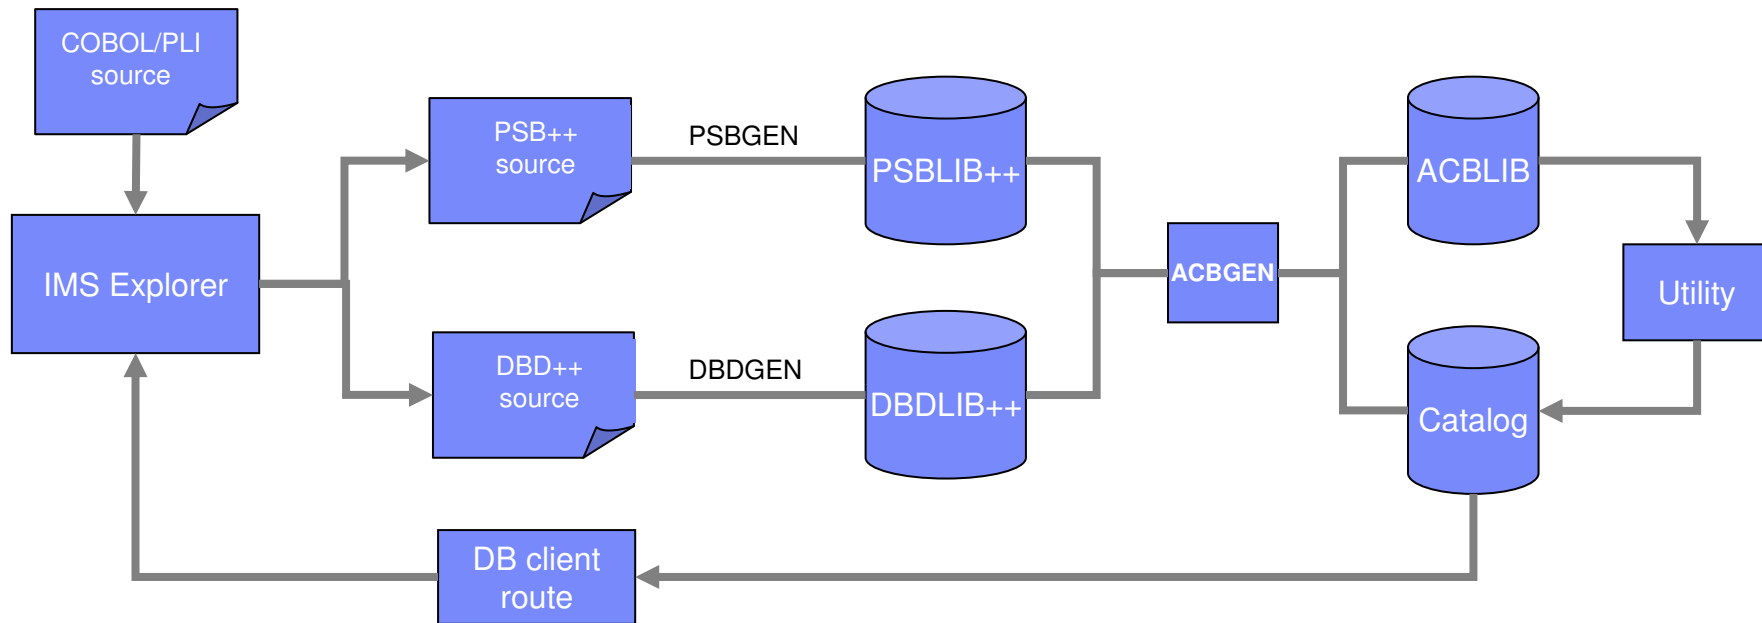 COBOL/PLI
source
IMS Explorer
PSB++
source
PSBGEN
PSBLIB++
DBD++
source
DBDGEN
DBDLIB++
ACBGEN
ACBLIB
Utility
Catalog
DB client
route